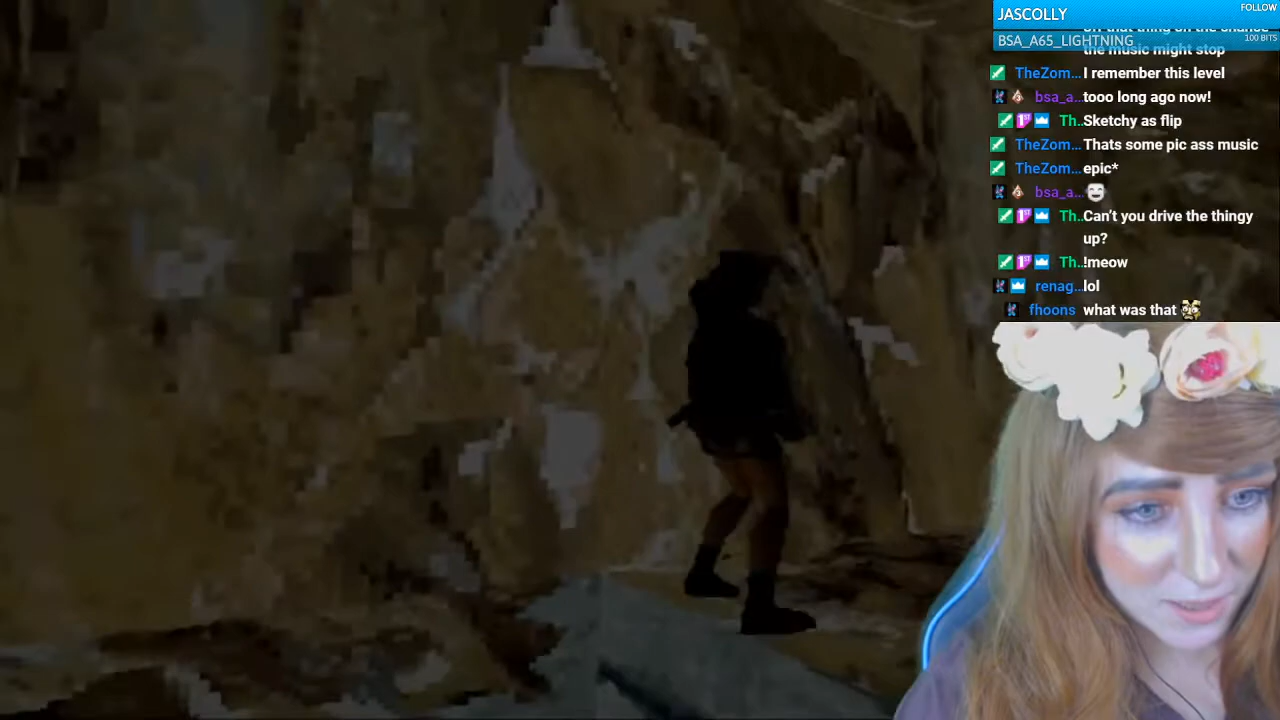 JASCOLLY FOLLOW
BSA_A65_LIGHTNING 100 BITS
the music might stop
TheZom... I remember this level
bsa_a... tooo long ago now!
Th.. Sketchy as flip
TheZom... Thats some pic ass music
TheZom... epic*
bsa_a...
Th.. Can't you drive the thingy
up?
Th.. !meow
renag... lol
fhoons what was that